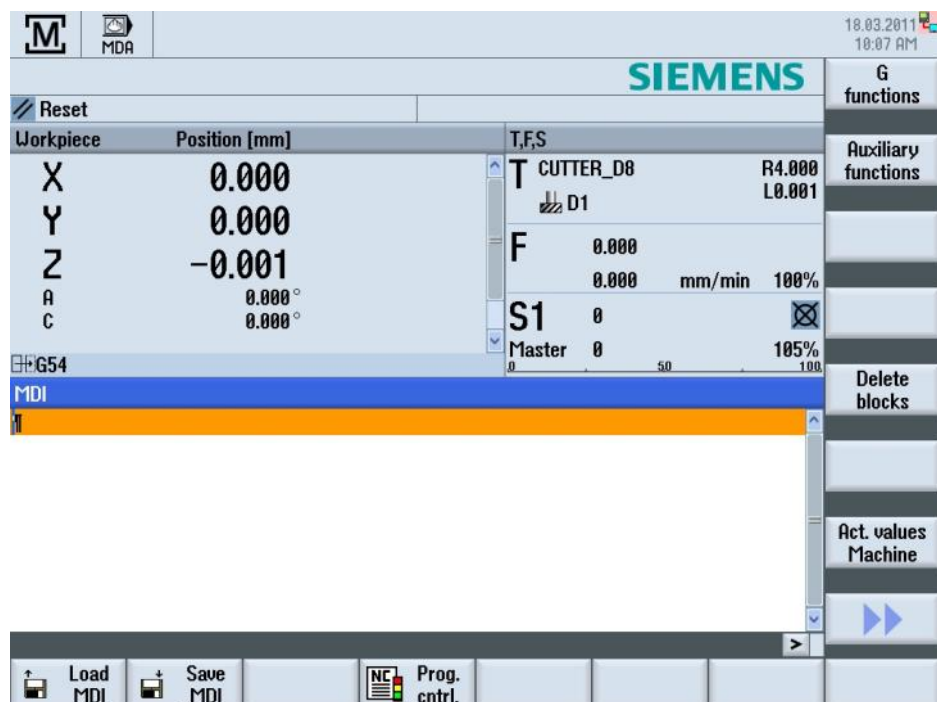 M
MDA
18.03.2011
10:07 AM
SIEMENS
G
functions
Reset
Workpiece Position [mm]
T,F,S
Auxiliary
functions
X 0.000
T CUTTER_D8 R4.000
D1 L0.001
Y 0.000
Z -0.001
F 0.000
0.000 mm/min 100%
A 0.000°
C 0.000°
S1 0
Master 0 105%
0 50 100
G54
MDI
¶
Delete
blocks
Act. values
Machine
>
Load
MDI
Save
MDI
NC
Prog.
cntrl.